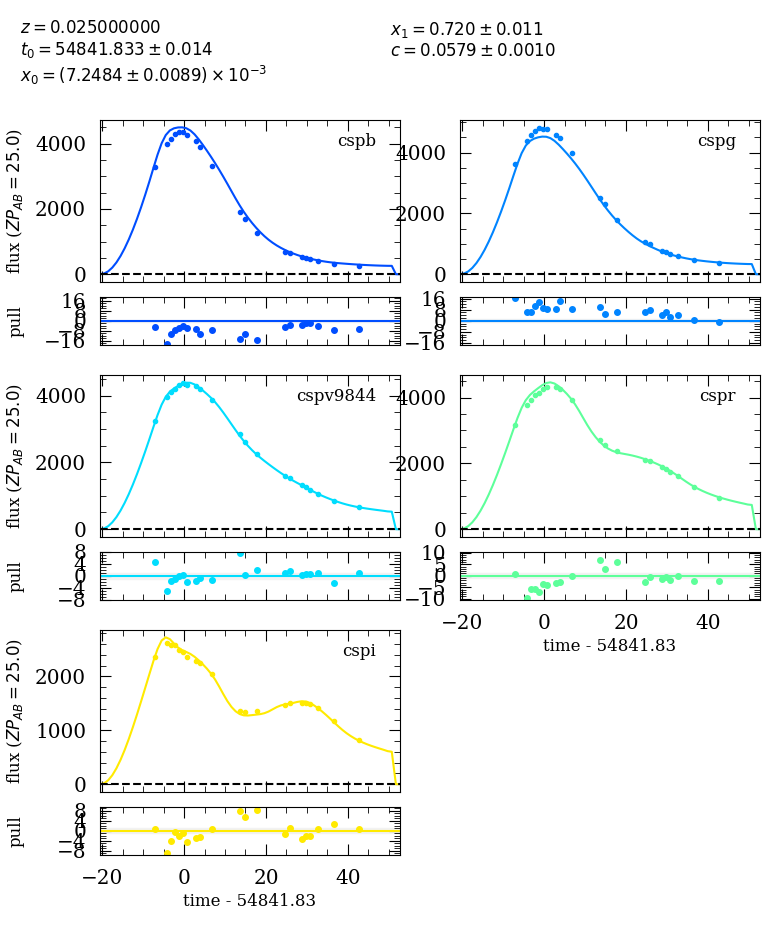 z = 0.025000000
t₀ = 54841.833 ± 0.014
x₀ = (7.2484 ± 0.0089) × 10⁻³
x₁ = 0.720 ± 0.011
c = 0.0579 ± 0.0010
flux (ZP_AB = 25.0)
4000
2000
0
cspb
4000
2000
0
cspg
pull
16
8
0
−8
−16
16
8
0
−8
−16
flux (ZP_AB = 25.0)
4000
2000
0
cspv9844
4000
2000
0
cspr
pull
8
4
0
−4
−8
10
5
0
−5
−10
−20 0 20 40
time - 54841.83
flux (ZP_AB = 25.0)
2000
1000
0
cspi
pull
8
4
0
−4
−8
−20 0 20 40
time - 54841.83